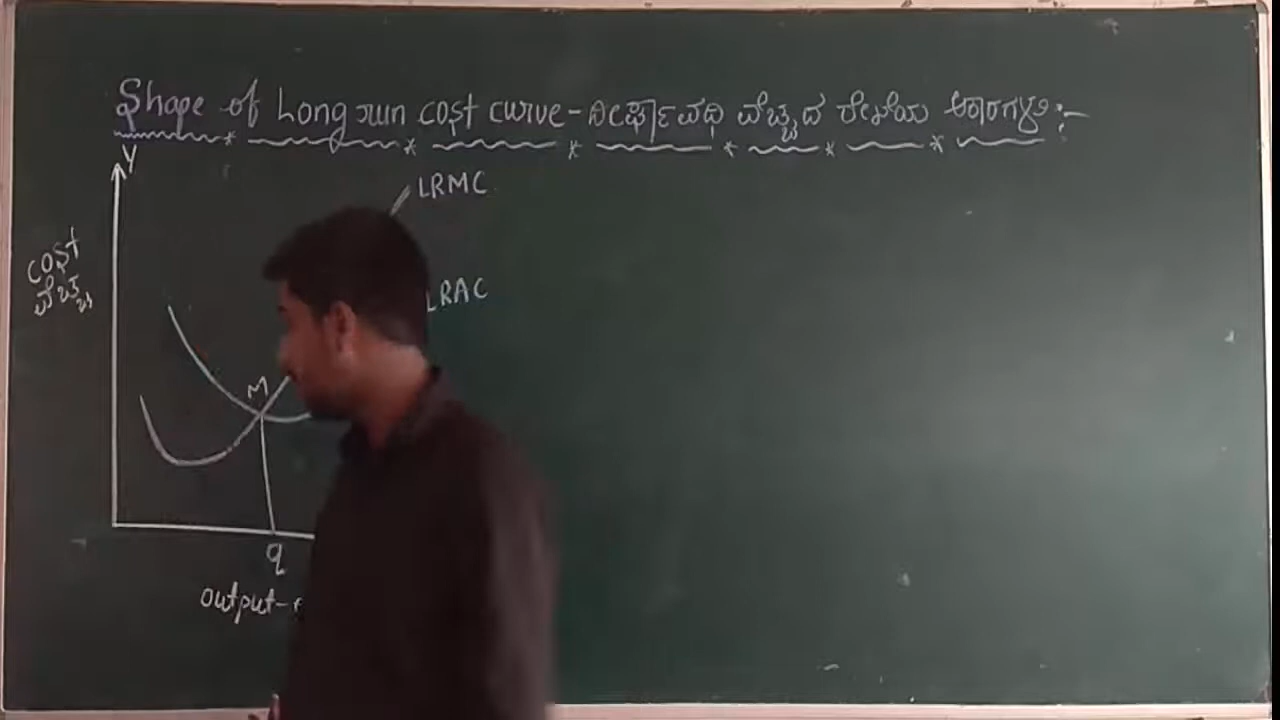 Shape of Long run cost curve - ದೀರ್ಘಾವಧಿ ವೆಚ್ಚದ ರೇಖೆಯ ಆಕಾರಗಳು :-
Y
LRMC
cost
ವೆಚ್ಚ
LRAC
M
q
output-